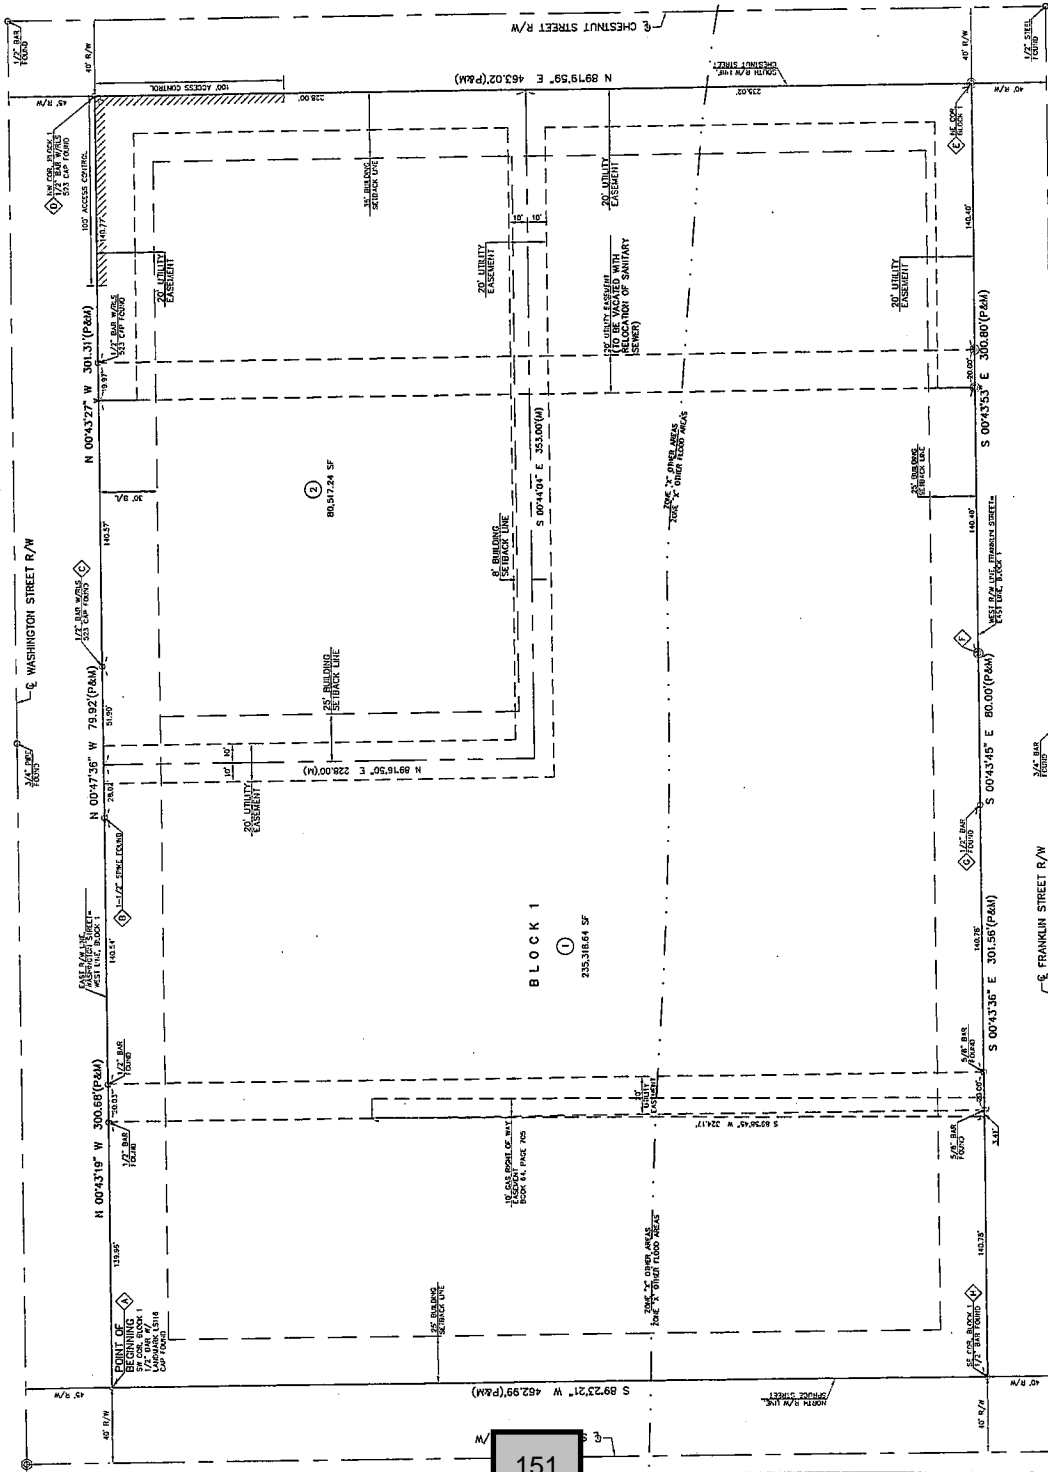 1/2" BAR
FOUND
40' R/W
℄ CHESTNUT STREET R/W
40' R/W
1/2" STEEL
FOUND
45' R/W
100' ACCESS CONTROL
N 89°19'59" E 463.02'(P&M)
SOUTH R/W LINE
CHESTNUT STREET
40' R/W
228.00'
235.02'
D
NW COR. BLOCK 1
1/2" BAR W/RLS
523 CAP FOUND
E
NE COR.
BLOCK 1
100' ACCESS CONTROL
140.77'
35' BUILDING
SETBACK LINE
20' UTILITY
EASEMENT
140.40'
10'
10'
20' UTILITY
EASEMENT
20' UTILITY
EASEMENT
20' UTILITY EASEMENT
(TO BE VACATED WITH
RELOCATION OF SANITARY
SEWER)
20' UTILITY
EASEMENT
N 00°43'27" W 301.31'(P&M)
1/2" BAR W/RLS
523 CAP FOUND
19.97'
20.00'
S 00°43'53" E 300.80'(P&M)
S 00°44'04" E 353.00'(M)
ZONE "X" OTHER AREAS
ZONE "X" OTHER FLOOD AREAS
30' B/L
2
80,517.24 SF
25' BUILDING
SETBACK LINE
140.57'
140.40'
8' BUILDING
SETBACK LINE
℄ WASHINGTON STREET R/W
1/2" BAR W/RLS
523 CAP FOUND
C
WEST R/W LINE, FRANKLIN STREET=
EAST LINE, BLOCK 1
F
25' BUILDING
SETBACK LINE
N 00°47'36" W 79.92'(P&M)
51.90'
28.02'
S 00°43'45" E 80.00'(P&M)
3/4" PIPE
FOUND
3/4" BAR
FOUND
10'
10'
N 89°16'50" E 228.00'(M)
20' UTILITY
EASEMENT
B
1-1/2" SPIKE FOUND
G
1/2" BAR
FOUND
EAST R/W LINE,
WASHINGTON STREET=
WEST LINE, BLOCK 1
140.54'
BLOCK 1
1
235,318.64 SF
140.76'
S 00°43'36" E 301.56'(P&M)
℄ FRANKLIN STREET R/W
N 00°43'19" W 300.68'(P&M)
1/2" BAR
FOUND
20.03'
1/2" BAR
FOUND
5/8" BAR
FOUND
20.00'
20'
UTILITY
EASEMENT
S 89°58'45" W 324.17'
5/8" BAR
FOUND
3.41'
10' GAS RIGHT OF WAY
EASEMENT
BOOK 64, PAGE 705
139.95'
140.78'
ZONE "X" OTHER AREAS
ZONE "X" OTHER FLOOD AREAS
25' BUILDING
SETBACK LINE
POINT OF
BEGINNING
A
SW COR. BLOCK 1
1/2" BAR W/
LANDMARK LS116
CAP FOUND
SE COR. BLOCK 1
1/2" BAR FOUND
H
45' R/W
S 89°23'21" W 462.99'(P&M)
NORTH R/W LINE,
SPRUCE STREET
40' R/W
40' R/W
℄ S
/W
40' R/W
151